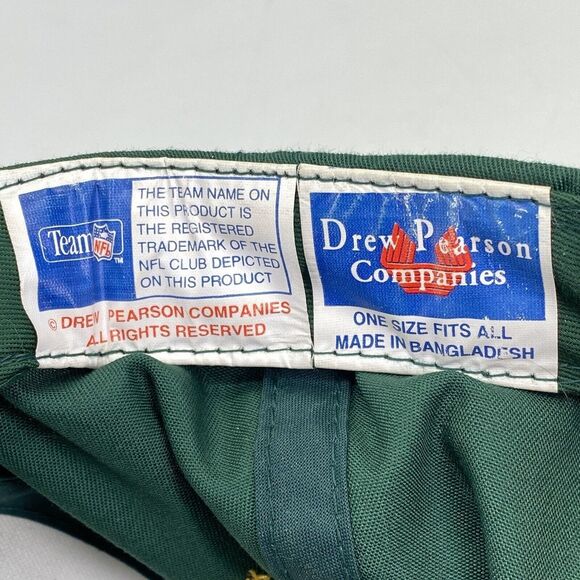 Team NFL TM
THE TEAM NAME ON
THIS PRODUCT IS
THE REGISTERED
TRADEMARK OF THE
NFL CLUB DEPICTED
ON THIS PRODUCT
© DREW PEARSON COMPANIES
ALL RIGHTS RESERVED
Drew Pearson
Companies
ONE SIZE FITS ALL
MADE IN BANGLADESH